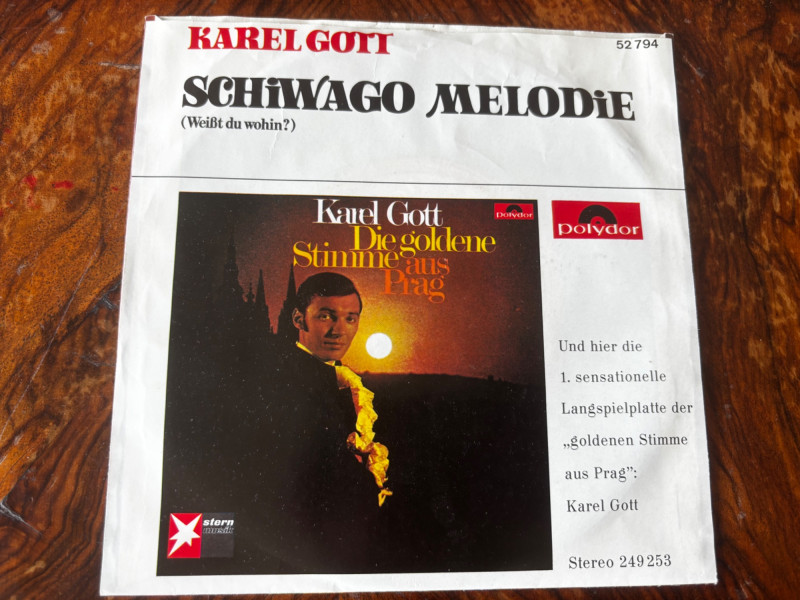 KAREL GOTT
52 794
SCHiWAGO MELODiE
(Weißt du wohin?)
Karel Gott
Die goldene
Stimme aus
Prag
polydor
polydor
Und hier die
1. sensationelle
Langspielplatte der
„goldenen Stimme
aus Prag”:
Karel Gott
stern
musik
Stereo 249 253